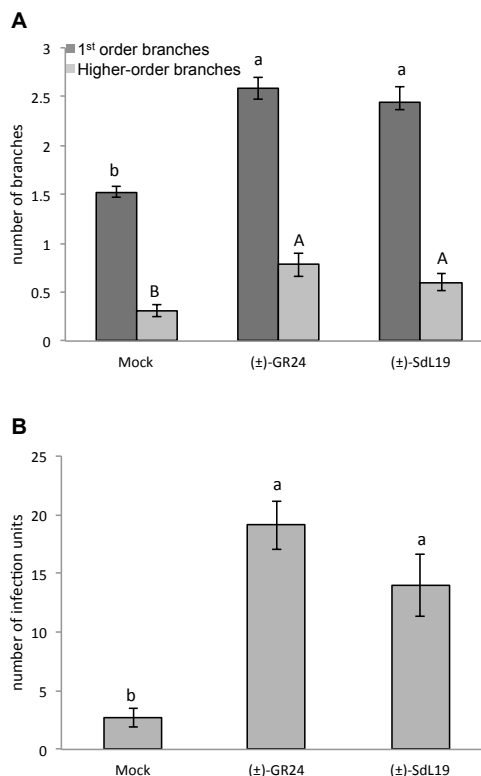 A
3
1st order branches
Higher-order branches
a
a
2.5
2
b
1.5
1
A
A
B
0.5
0
number of branches
Mock
(±)-GR24
(±)-SdL19
B
25
a
20
a
15
10
5
b
0
number of infection units
Mock
(±)-GR24
(±)-SdL19